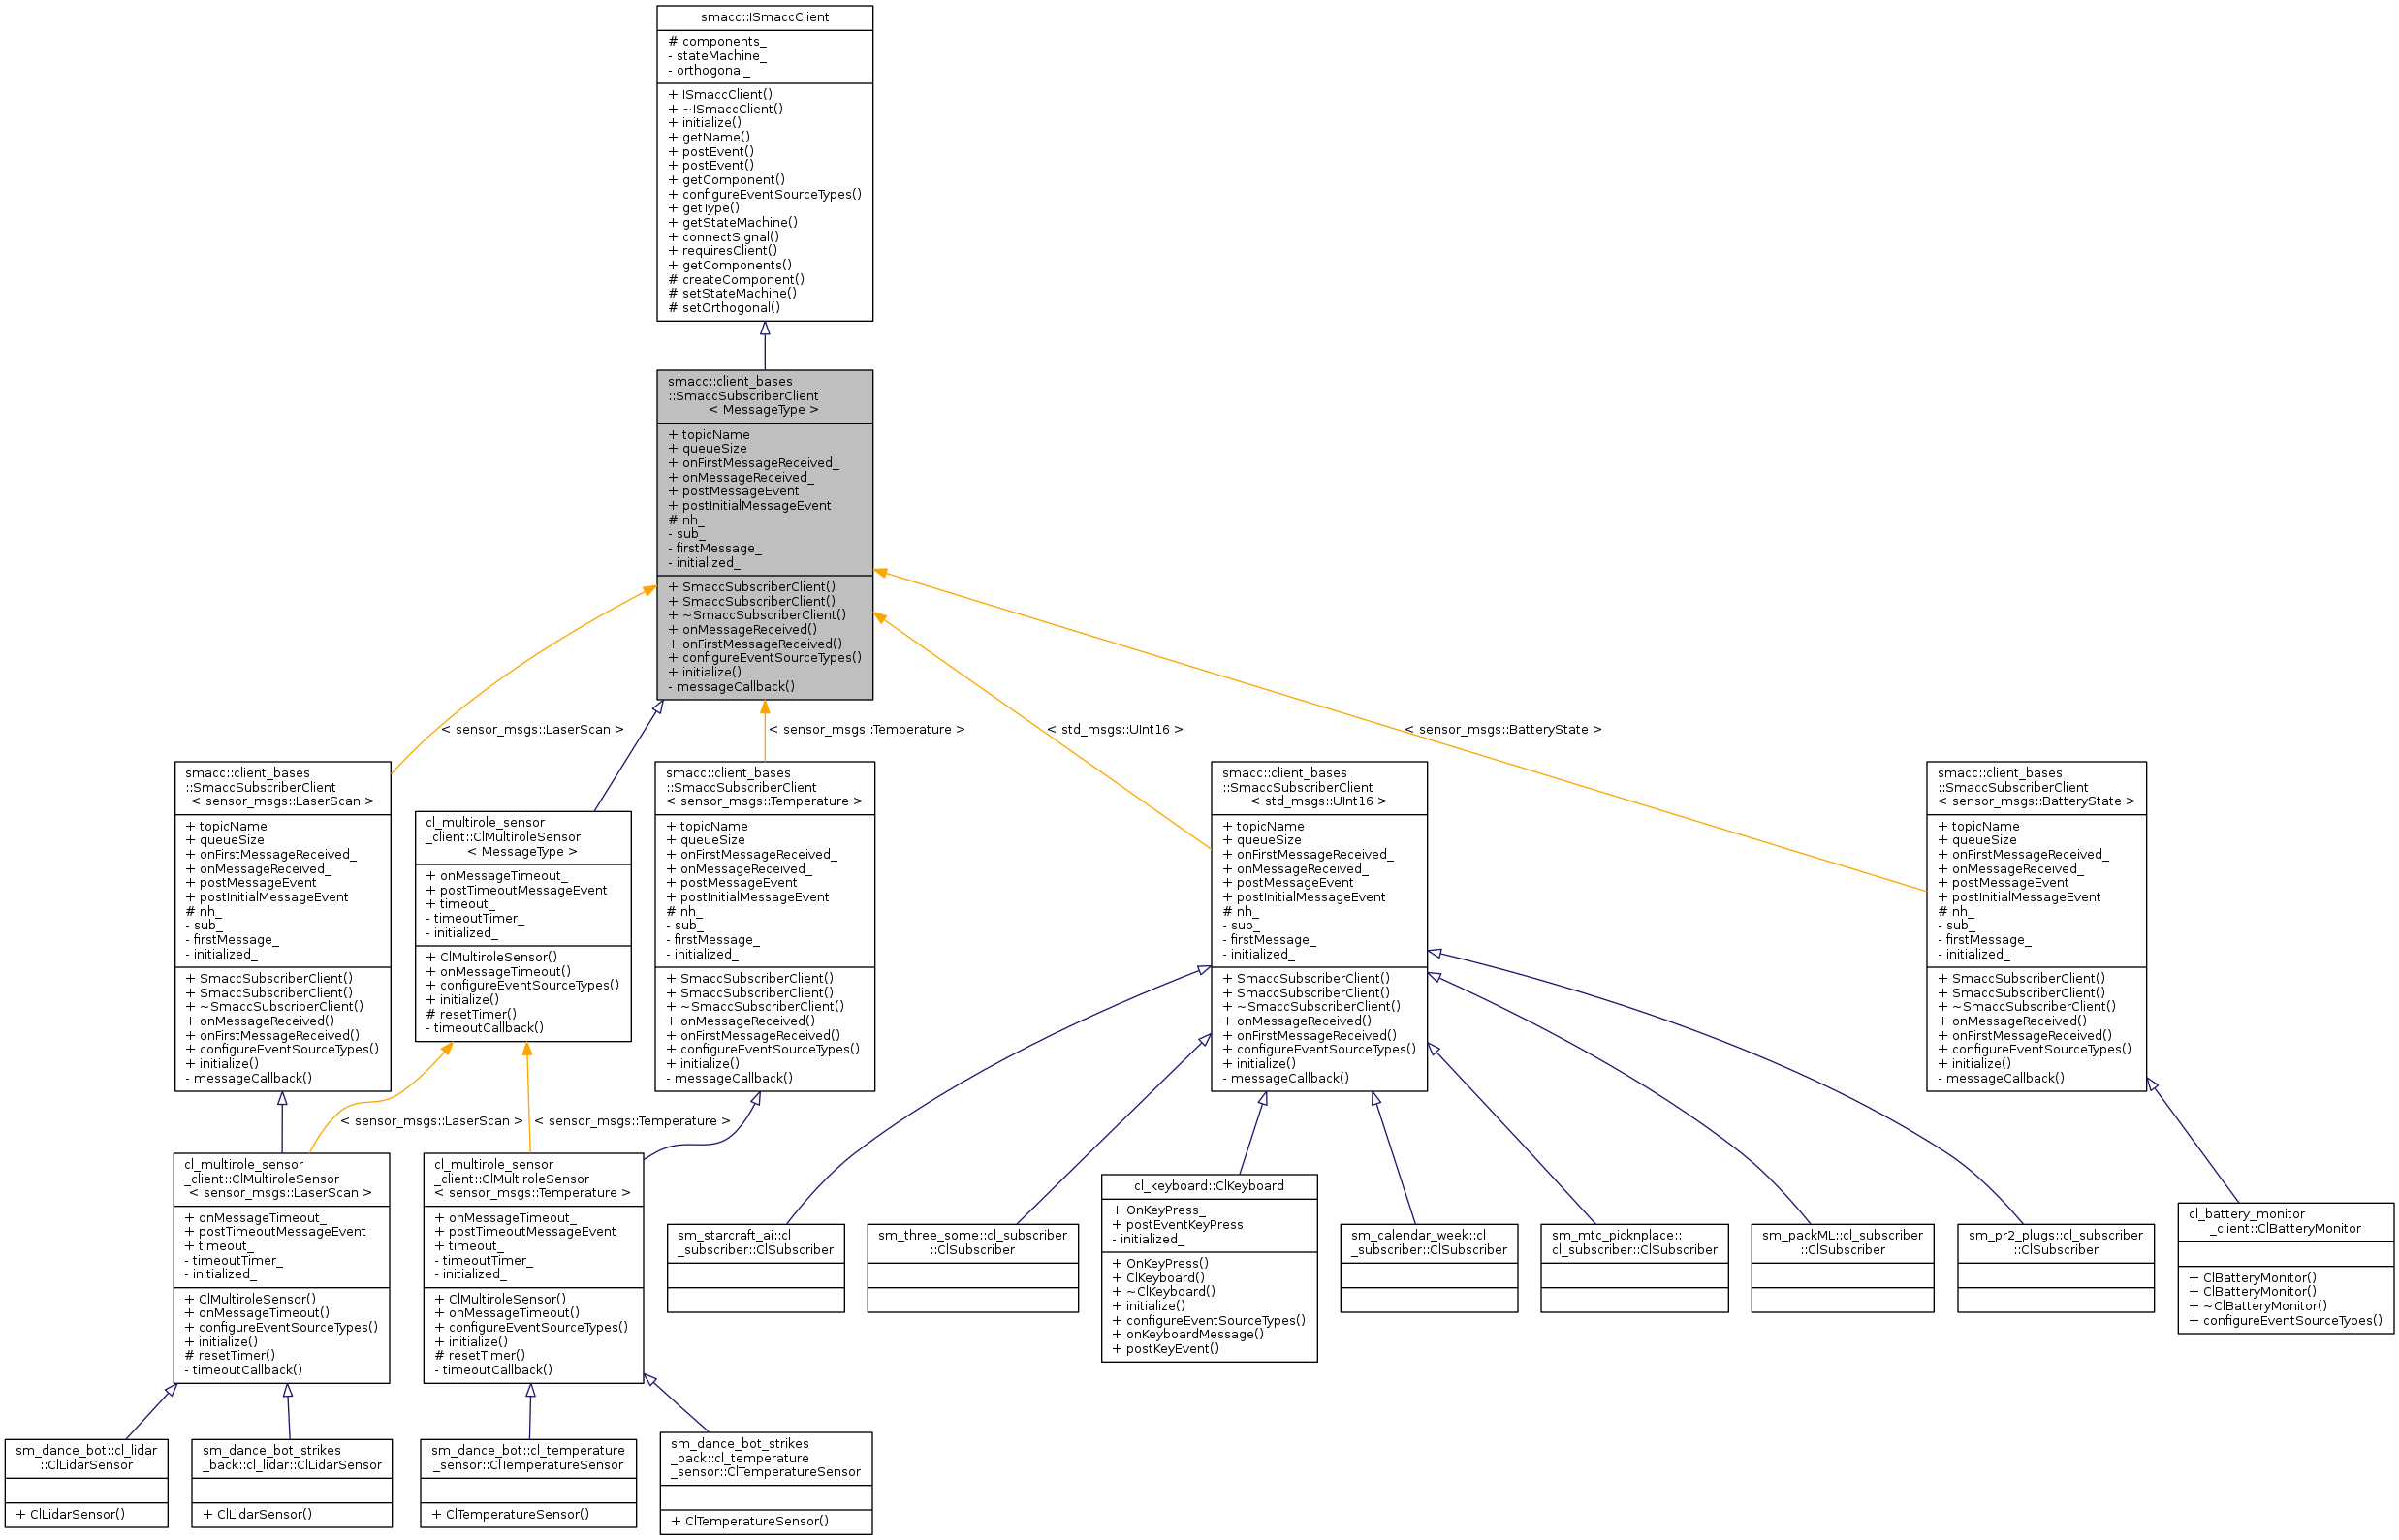 smacc::ISmaccClient
# components_
- stateMachine_
- orthogonal_
+ ISmaccClient()
+ ~ISmaccClient()
+ initialize()
+ getName()
+ postEvent()
+ postEvent()
+ getComponent()
+ configureEventSourceTypes()
+ getType()
+ getStateMachine()
+ connectSignal()
+ requiresClient()
+ getComponents()
# createComponent()
# setStateMachine()
# setOrthogonal()
smacc::client_bases
::SmaccSubscriberClient
< MessageType >
+ topicName
+ queueSize
+ onFirstMessageReceived_
+ onMessageReceived_
+ postMessageEvent
+ postInitialMessageEvent
# nh_
- sub_
- firstMessage_
- initialized_
+ SmaccSubscriberClient()
+ SmaccSubscriberClient()
+ ~SmaccSubscriberClient()
+ onMessageReceived()
+ onFirstMessageReceived()
+ configureEventSourceTypes()
+ initialize()
- messageCallback()
< sensor_msgs::LaserScan >
< sensor_msgs::Temperature >
< std_msgs::UInt16 >
< sensor_msgs::BatteryState >
smacc::client_bases
::SmaccSubscriberClient
< sensor_msgs::LaserScan >
+ topicName
+ queueSize
+ onFirstMessageReceived_
+ onMessageReceived_
+ postMessageEvent
+ postInitialMessageEvent
# nh_
- sub_
- firstMessage_
- initialized_
+ SmaccSubscriberClient()
+ SmaccSubscriberClient()
+ ~SmaccSubscriberClient()
+ onMessageReceived()
+ onFirstMessageReceived()
+ configureEventSourceTypes()
+ initialize()
- messageCallback()
cl_multirole_sensor
_client::ClMultiroleSensor
< MessageType >
+ onMessageTimeout_
+ postTimeoutMessageEvent
+ timeout_
- timeoutTimer_
- initialized_
+ ClMultiroleSensor()
+ onMessageTimeout()
+ configureEventSourceTypes()
+ initialize()
# resetTimer()
- timeoutCallback()
smacc::client_bases
::SmaccSubscriberClient
< sensor_msgs::Temperature >
+ topicName
+ queueSize
+ onFirstMessageReceived_
+ onMessageReceived_
+ postMessageEvent
+ postInitialMessageEvent
# nh_
- sub_
- firstMessage_
- initialized_
+ SmaccSubscriberClient()
+ SmaccSubscriberClient()
+ ~SmaccSubscriberClient()
+ onMessageReceived()
+ onFirstMessageReceived()
+ configureEventSourceTypes()
+ initialize()
- messageCallback()
smacc::client_bases
::SmaccSubscriberClient
< std_msgs::UInt16 >
+ topicName
+ queueSize
+ onFirstMessageReceived_
+ onMessageReceived_
+ postMessageEvent
+ postInitialMessageEvent
# nh_
- sub_
- firstMessage_
- initialized_
+ SmaccSubscriberClient()
+ SmaccSubscriberClient()
+ ~SmaccSubscriberClient()
+ onMessageReceived()
+ onFirstMessageReceived()
+ configureEventSourceTypes()
+ initialize()
- messageCallback()
smacc::client_bases
::SmaccSubscriberClient
< sensor_msgs::BatteryState >
+ topicName
+ queueSize
+ onFirstMessageReceived_
+ onMessageReceived_
+ postMessageEvent
+ postInitialMessageEvent
# nh_
- sub_
- firstMessage_
- initialized_
+ SmaccSubscriberClient()
+ SmaccSubscriberClient()
+ ~SmaccSubscriberClient()
+ onMessageReceived()
+ onFirstMessageReceived()
+ configureEventSourceTypes()
+ initialize()
- messageCallback()
< sensor_msgs::LaserScan >
< sensor_msgs::Temperature >
cl_multirole_sensor
_client::ClMultiroleSensor
< sensor_msgs::LaserScan >
+ onMessageTimeout_
+ postTimeoutMessageEvent
+ timeout_
- timeoutTimer_
- initialized_
+ ClMultiroleSensor()
+ onMessageTimeout()
+ configureEventSourceTypes()
+ initialize()
# resetTimer()
- timeoutCallback()
cl_multirole_sensor
_client::ClMultiroleSensor
< sensor_msgs::Temperature >
+ onMessageTimeout_
+ postTimeoutMessageEvent
+ timeout_
- timeoutTimer_
- initialized_
+ ClMultiroleSensor()
+ onMessageTimeout()
+ configureEventSourceTypes()
+ initialize()
# resetTimer()
- timeoutCallback()
sm_starcraft_ai::cl
_subscriber::ClSubscriber
sm_three_some::cl_subscriber
::ClSubscriber
cl_keyboard::ClKeyboard
+ OnKeyPress_
+ postEventKeyPress
- initialized_
+ OnKeyPress()
+ ClKeyboard()
+ ~ClKeyboard()
+ initialize()
+ configureEventSourceTypes()
+ onKeyboardMessage()
+ postKeyEvent()
sm_calendar_week::cl
_subscriber::ClSubscriber
sm_mtc_picknplace::
cl_subscriber::ClSubscriber
sm_packML::cl_subscriber
::ClSubscriber
sm_pr2_plugs::cl_subscriber
::ClSubscriber
cl_battery_monitor
_client::ClBatteryMonitor
+ ClBatteryMonitor()
+ ClBatteryMonitor()
+ ~ClBatteryMonitor()
+ configureEventSourceTypes()
sm_dance_bot::cl_lidar
::ClLidarSensor
+ ClLidarSensor()
sm_dance_bot_strikes
_back::cl_lidar::ClLidarSensor
+ ClLidarSensor()
sm_dance_bot::cl_temperature
_sensor::ClTemperatureSensor
+ ClTemperatureSensor()
sm_dance_bot_strikes
_back::cl_temperature
_sensor::ClTemperatureSensor
+ ClTemperatureSensor()